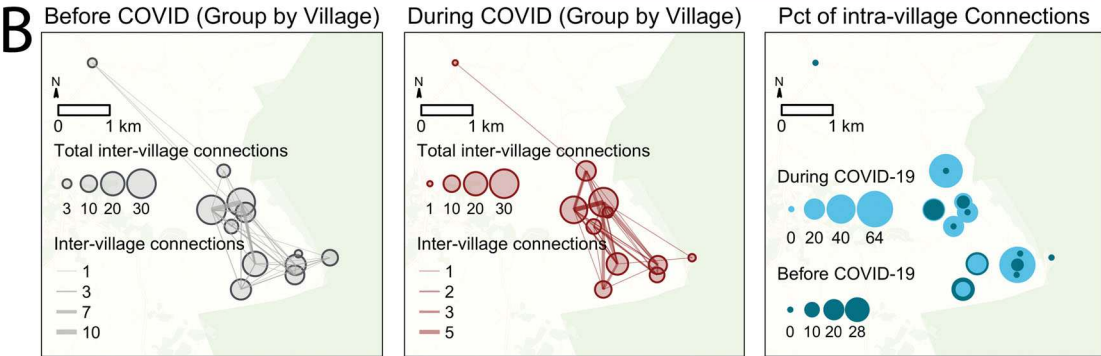 B
Before COVID (Group by Village)
N
0 1 km
Total inter-village connections
3 10 20 30
Inter-village connections
1
3
7
10
During COVID (Group by Village)
N
0 1 km
Total inter-village connections
1 10 20 30
Inter-village connections
1
2
3
5
Pct of intra-village Connections
N
0 1 km
During COVID-19
0 20 40 64
Before COVID-19
0 10 20 28